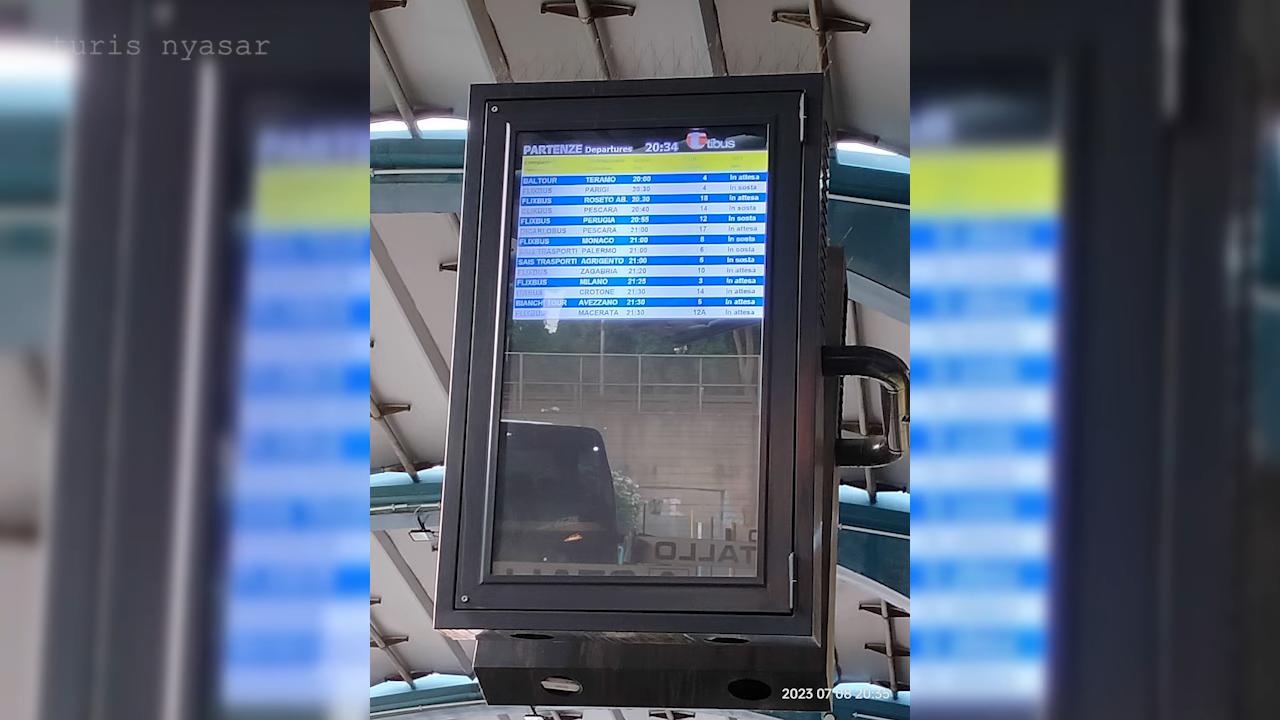 turis nyasar
PARTENZE Departures 20:34 tibus
BALTOUR TERAMO 20:00 4 In attesa
FLIXBUS PARIGI 20:30 4 In sosta
FLIXBUS ROSETO AB. 20:30 18 In attesa
FLIXBUS PESCARA 20:40 14 In sosta
FLIXBUS PERUGIA 20:55 12 In sosta
DICARLOBUS PESCARA 21:00 17 In attesa
FLIXBUS MONACO 21:00 8 In sosta
SAIS TRASPORTI PALERMO 21:00 6 In sosta
SAIS TRASPORTI AGRIGENTO 21:00 6 In sosta
FLIXBUS ZAGABRIA 21:20 10 In attesa
FLIXBUS MILANO 21:25 3 In attesa
CROTONE 21:30 14 In attesa
BIANCHI TOUR AVEZZANO 21:30 5 In attesa
FLIXBUS MACERATA 21:30 12A In attesa
2023 07 08 20:35